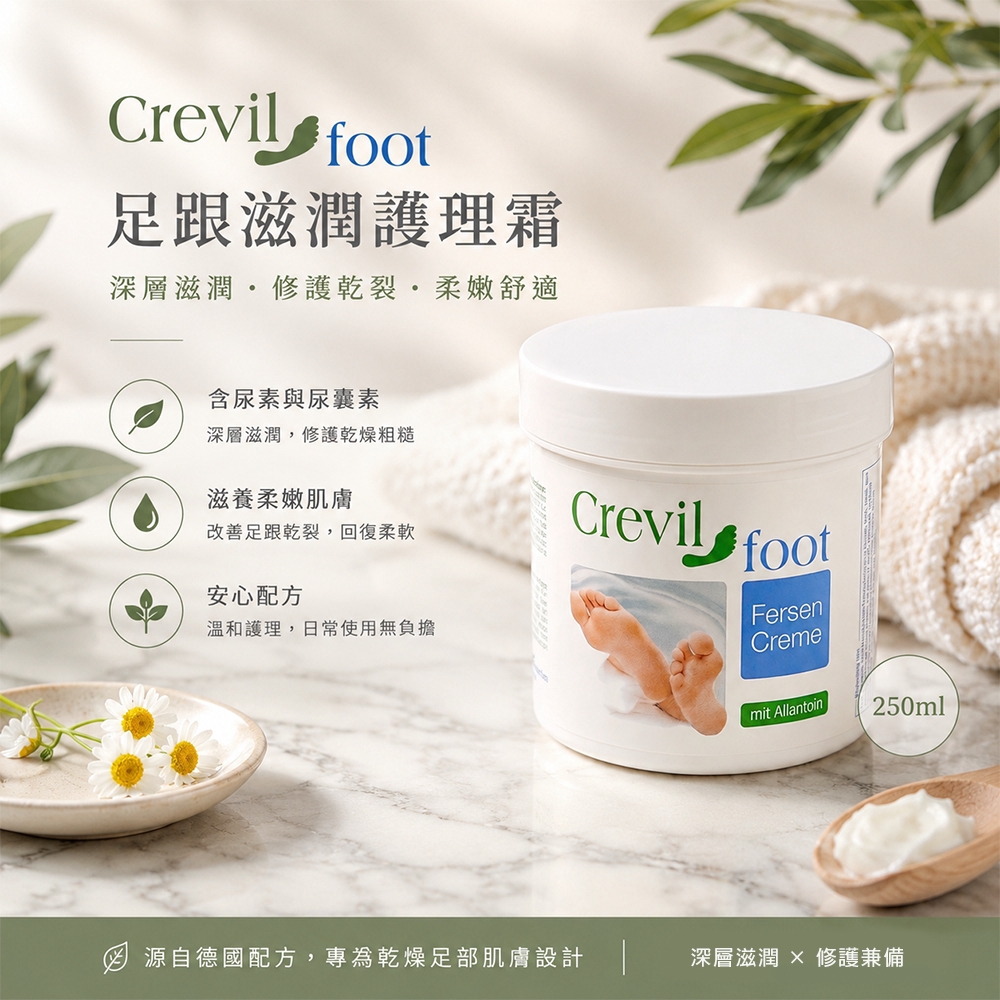 Crevil foot
足跟滋潤護理霜
深層滋潤・修護乾裂・柔嫩舒適
含尿素與尿囊素
深層滋潤，修護乾燥粗糙
滋養柔嫩肌膚
改善足跟乾裂，回復柔軟
安心配方
溫和護理，日常使用無負擔
Crevil foot
Fersen
Creme
mit Allantoin
250ml
源自德國配方，專為乾燥足部肌膚設計
深層滋潤 × 修護兼備